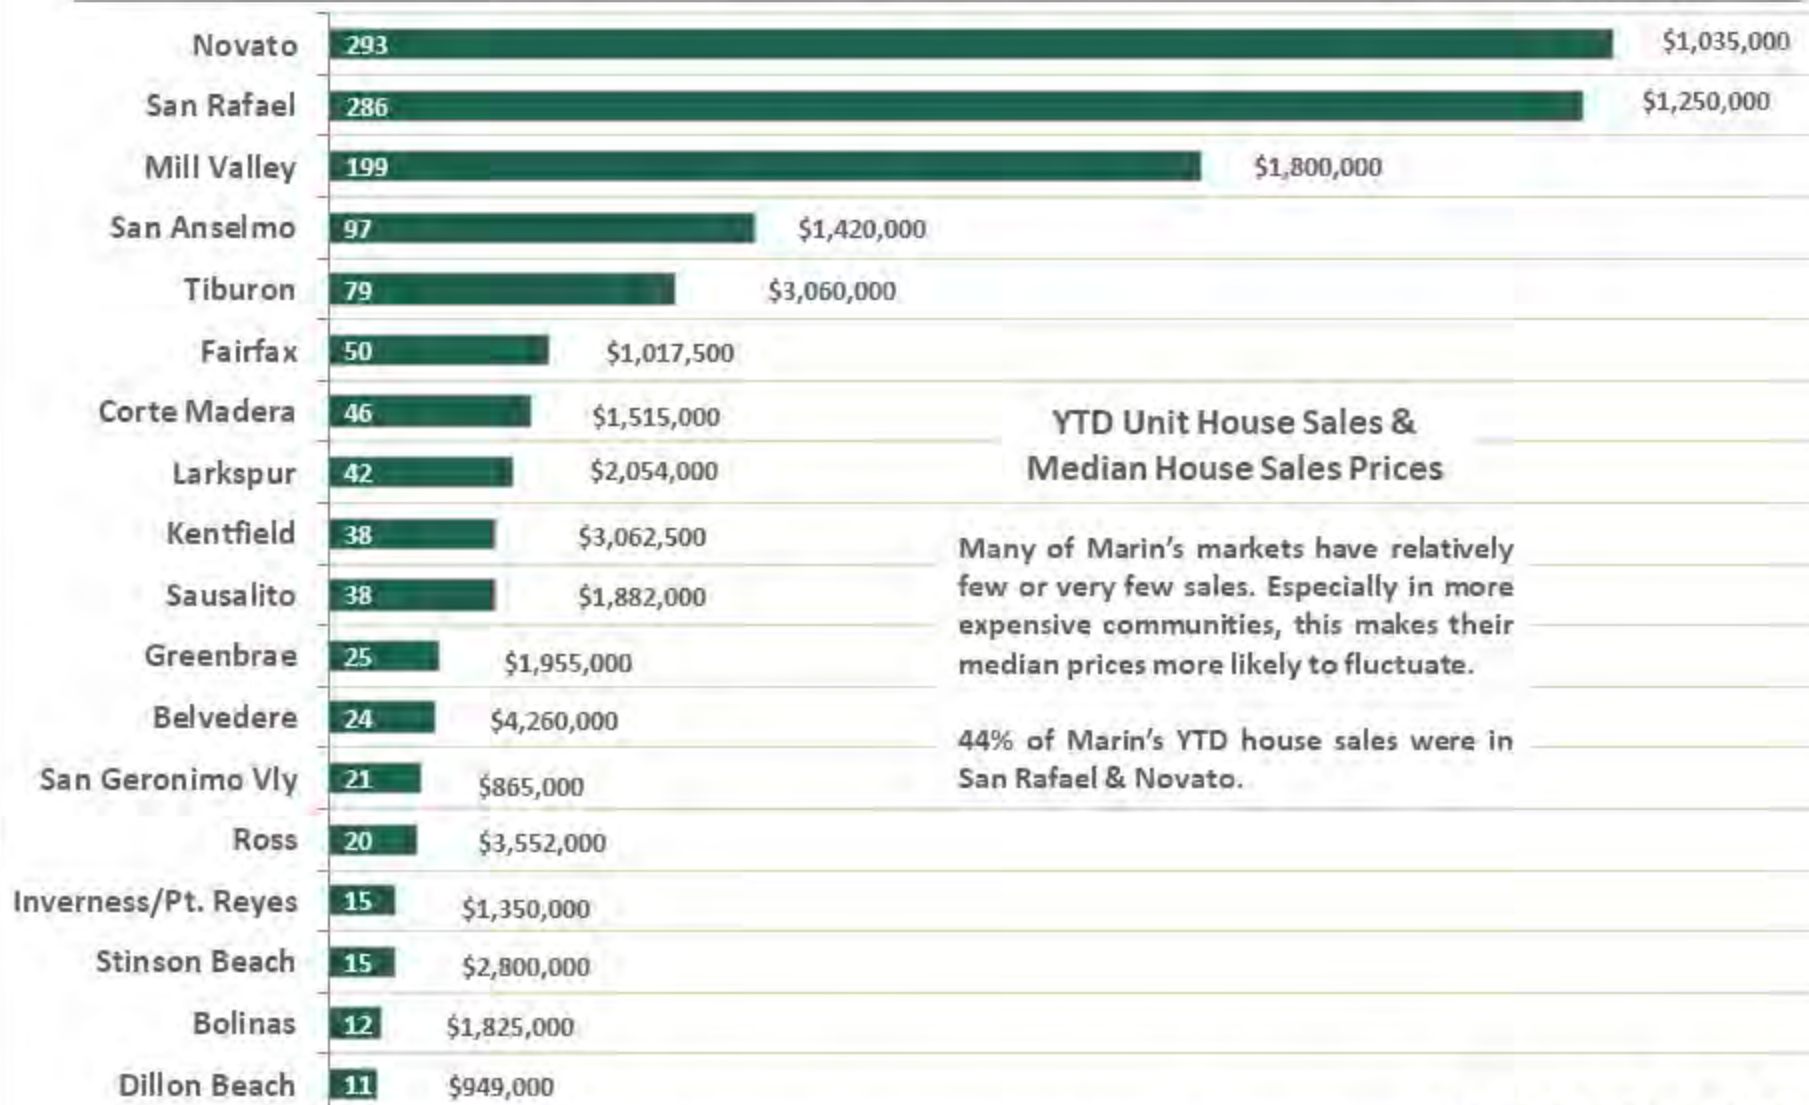 Novato 293 $1,035,000
San Rafael 286 $1,250,000
Mill Valley 199 $1,800,000
San Anselmo 97 $1,420,000
Tiburon 79 $3,060,000
Fairfax 50 $1,017,500
Corte Madera 46 $1,515,000
Larkspur 42 $2,054,000
Kentfield 38 $3,062,500
Sausalito 38 $1,882,000
Greenbrae 25 $1,955,000
Belvedere 24 $4,260,000
San Geronimo Vly 21 $865,000
Ross 20 $3,552,000
Inverness/Pt. Reyes 15 $1,350,000
Stinson Beach 15 $2,800,000
Bolinas 12 $1,825,000
Dillon Beach 11 $949,000
YTD Unit House Sales &
Median House Sales Prices
Many of Marin's markets have relatively
few or very few sales. Especially in more
expensive communities, this makes their
median prices more likely to fluctuate.
44% of Marin's YTD house sales were in
San Rafael & Novato.